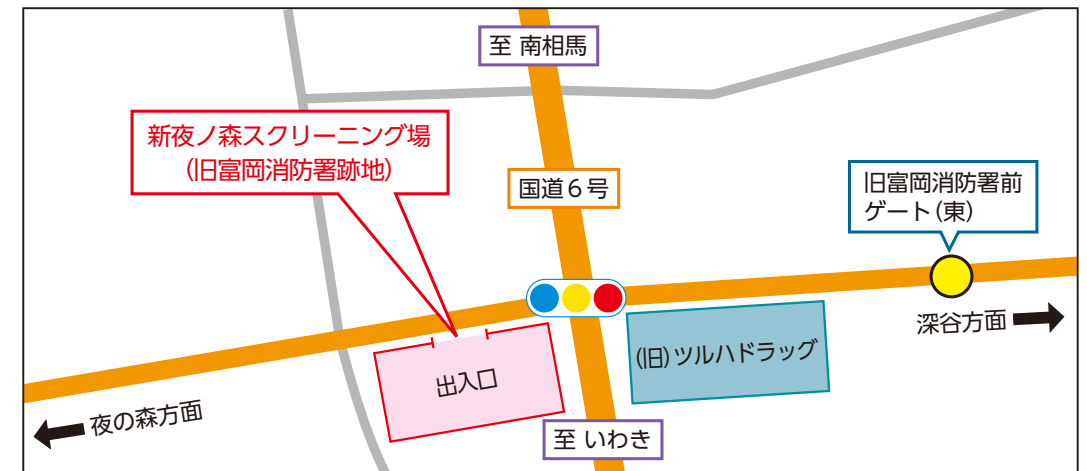 至 南相馬
新夜ノ森スクリーニング場
(旧富岡消防署跡地)
国道6号
旧富岡消防署前
ゲート(東)
深谷方面
(旧)ツルハドラッグ
出入口
夜の森方面
至 いわき